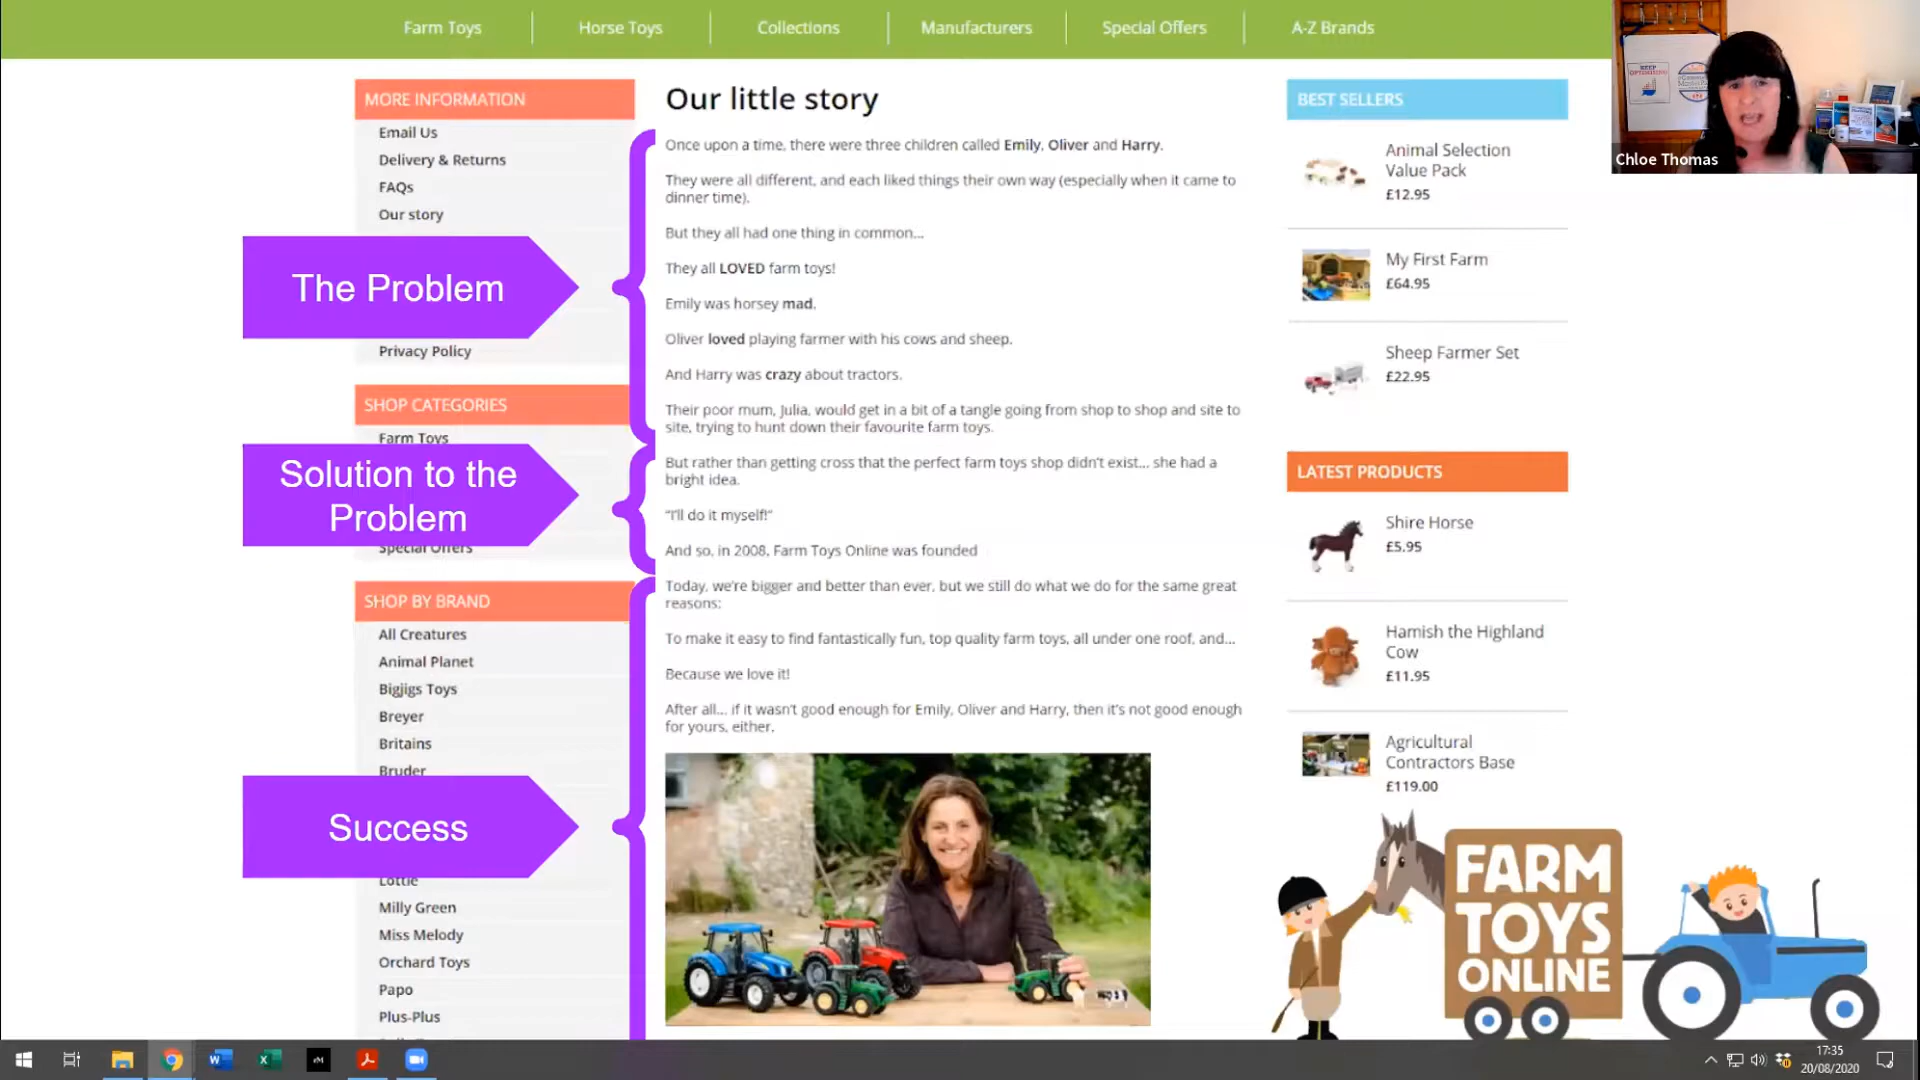 Farm Toys
Horse Toys
Collections
Manufacturers
Special Offers
A-Z Brands
MORE INFORMATION
Email Us
Delivery & Returns
FAQs
Our story
The Problem
Privacy Policy
SHOP CATEGORIES
Farm Toys
Solution to the
Problem
Special Offers
SHOP BY BRAND
All Creatures
Animal Planet
Bigjigs Toys
Breyer
Britains
Bruder
Success
Lottie
Milly Green
Miss Melody
Orchard Toys
Papo
Plus-Plus
Our little story
Once upon a time, there were three children called Emily, Oliver and Harry.
They were all different, and each liked things their own way (especially when it came to
dinner time).
But they all had one thing in common...
They all LOVED farm toys!
Emily was horsey mad.
Oliver loved playing farmer with his cows and sheep.
And Harry was crazy about tractors.
Their poor mum, Julia, would get in a bit of a tangle going from shop to shop and site to
site, trying to hunt down their favourite farm toys.
But rather than getting cross that the perfect farm toys shop didn't exist... she had a
bright idea.
“I'll do it myself!”
And so, in 2008, Farm Toys Online was founded
Today, we're bigger and better than ever, but we still do what we do for the same great
reasons:
To make it easy to find fantastically fun, top quality farm toys, all under one roof, and...
Because we love it!
After all... if it wasn't good enough for Emily, Oliver and Harry, then it's not good enough
for yours, either.
BEST SELLERS
Animal Selection
Value Pack
£12.95
My First Farm
£64.95
Sheep Farmer Set
£22.95
LATEST PRODUCTS
Shire Horse
£5.95
Hamish the Highland
Cow
£11.95
Agricultural
Contractors Base
£119.00
FARM
TOYS
ONLINE
KEEP
OPTIMISING
Chloe Thomas
17:35
20/08/2020